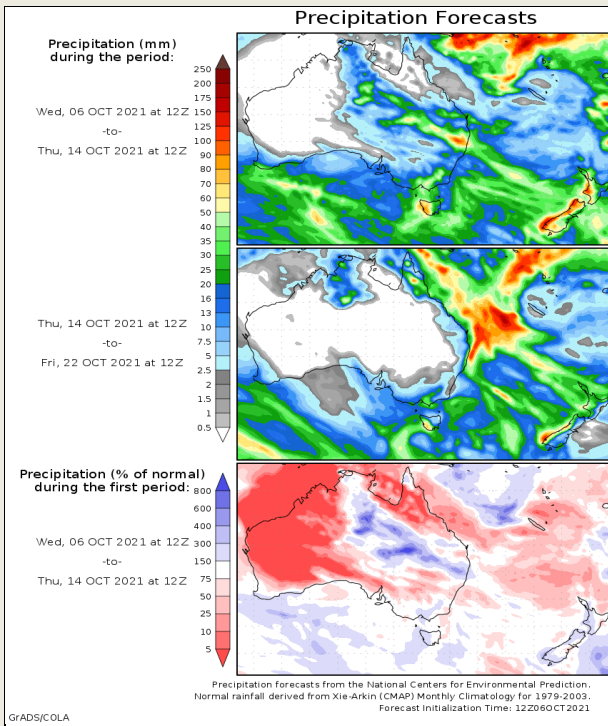 Precipitation Forecasts
Precipitation (mm)
during the period:
Wed, 06 OCT 2021 at 12Z
-to-
Thu, 14 OCT 2021 at 12Z
250
200
175
150
125
100
90
80
70
60
50
40
35
30
25
20
16
13
10
7.5
5
2.5
2
1.5
1
0.5
Thu, 14 OCT 2021 at 12Z
-to-
Fri, 22 OCT 2021 at 12Z
Precipitation (% of normal)
during the first period:
Wed, 06 OCT 2021 at 12Z
-to-
Thu, 14 OCT 2021 at 12Z
800
600
400
300
150
75
50
25
10
5
Precipitation forecasts from the National Centers for Environmental Prediction.
Normal rainfall derived from Xie-Arkin (CMAP) Monthly Climatology for 1979-2003.
Forecast Initialization Time: 12Z06OCT2021
GrADS/COLA